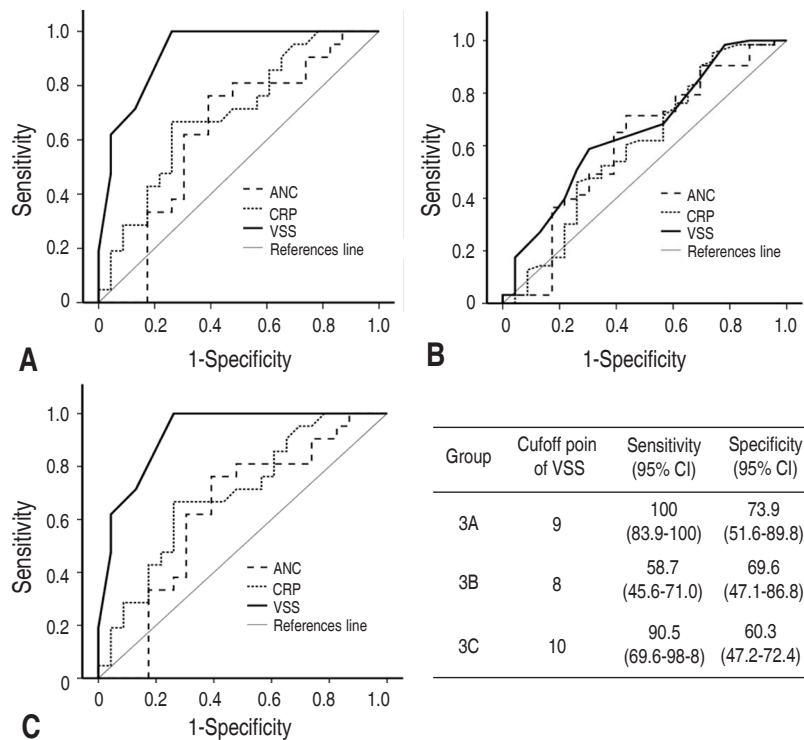 1.0
0.8
0.6
0.4
0.2
0
Sensitivity
ANC
CRP
VSS
References line
0 0.2 0.4 0.6 0.8 1.0
1-Specificity
A
1.0
0.8
0.6
0.4
0.2
0
Sensitivity
ANC
CRP
VSS
References line
0 0.2 0.4 0.6 0.8 1.0
1-Specificity
B
1.0
0.8
0.6
0.4
0.2
0
Sensitivity
ANC
CRP
VSS
References line
0 0.2 0.4 0.6 0.8 1.0
1-Specificity
C
Group Cufoff poin Sensitivity Specificity
of VSS (95% CI) (95% CI)
3A 9 100 73.9
(83.9-100) (51.6-89.8)
3B 8 58.7 69.6
(45.6-71.0) (47.1-86.8)
3C 10 90.5 60.3
(69.6-98-8) (47.2-72.4)